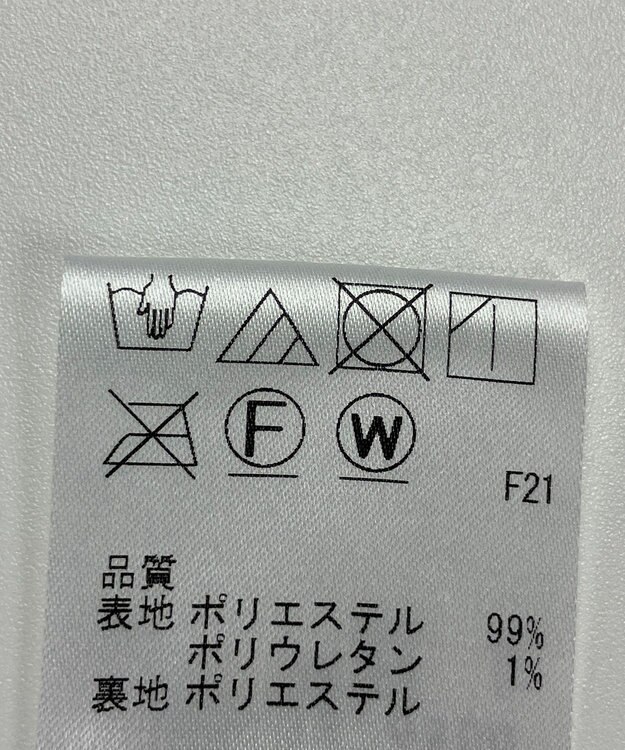 F W
F21
品質
表地 ポリエステル 99%
ポリウレタン 1%
裏地 ポリエステル